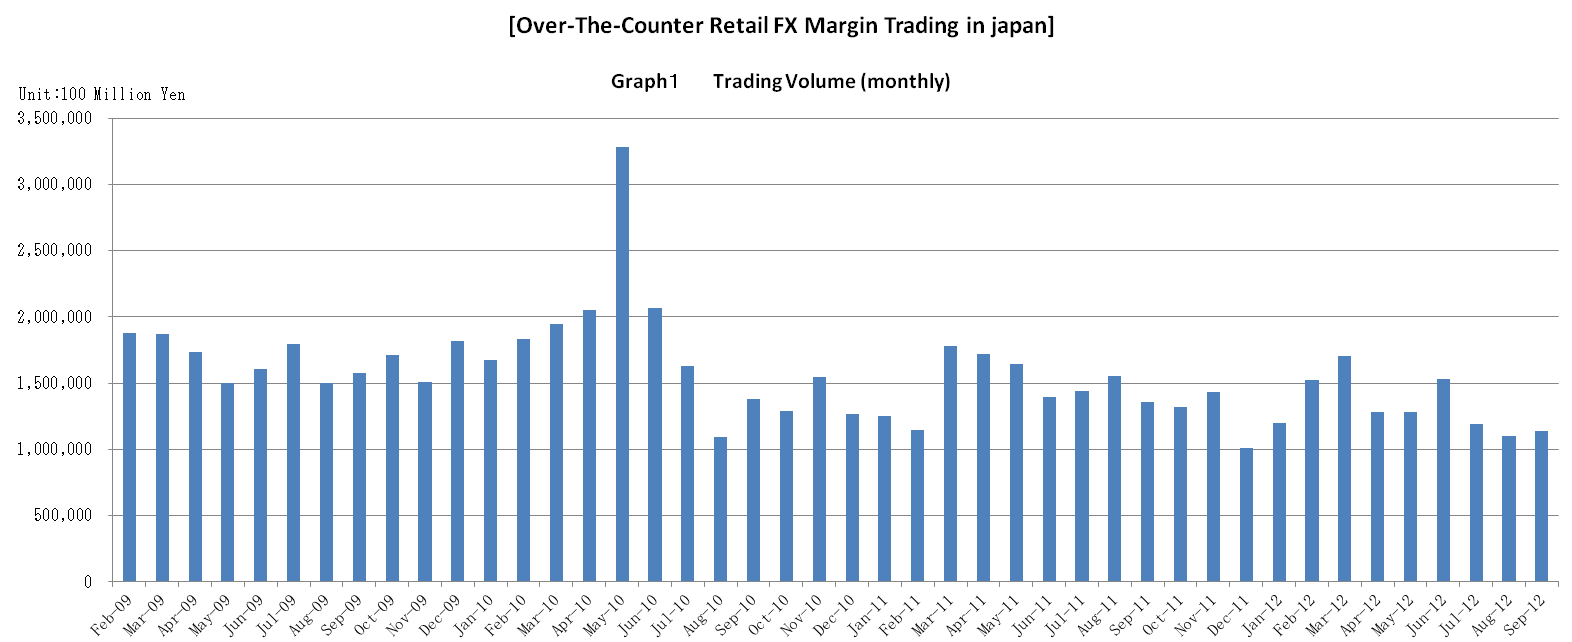 [Over-The-Counter Retail FX Margin Trading in japan]
Graph1 Trading Volume (monthly)
Unit:100 Million Yen
3,500,000
3,000,000
2,500,000
2,000,000
1,500,000
1,000,000
500,000
0
Feb-09 Mar-09 Apr-09 May-09 Jun-09 Jul-09 Aug-09 Sep-09 Oct-09 Nov-09 Dec-09 Jan-10 Feb-10 Mar-10 Apr-10 May-10 Jun-10 Jul-10 Aug-10 Sep-10 Oct-10 Nov-10 Dec-10 Jan-11 Feb-11 Mar-11 Apr-11 May-11 Jun-11 Jul-11 Aug-11 Sep-11 Oct-11 Nov-11 Dec-11 Jan-12 Feb-12 Mar-12 Apr-12 May-12 Jun-12 Jul-12 Aug-12 Sep-12